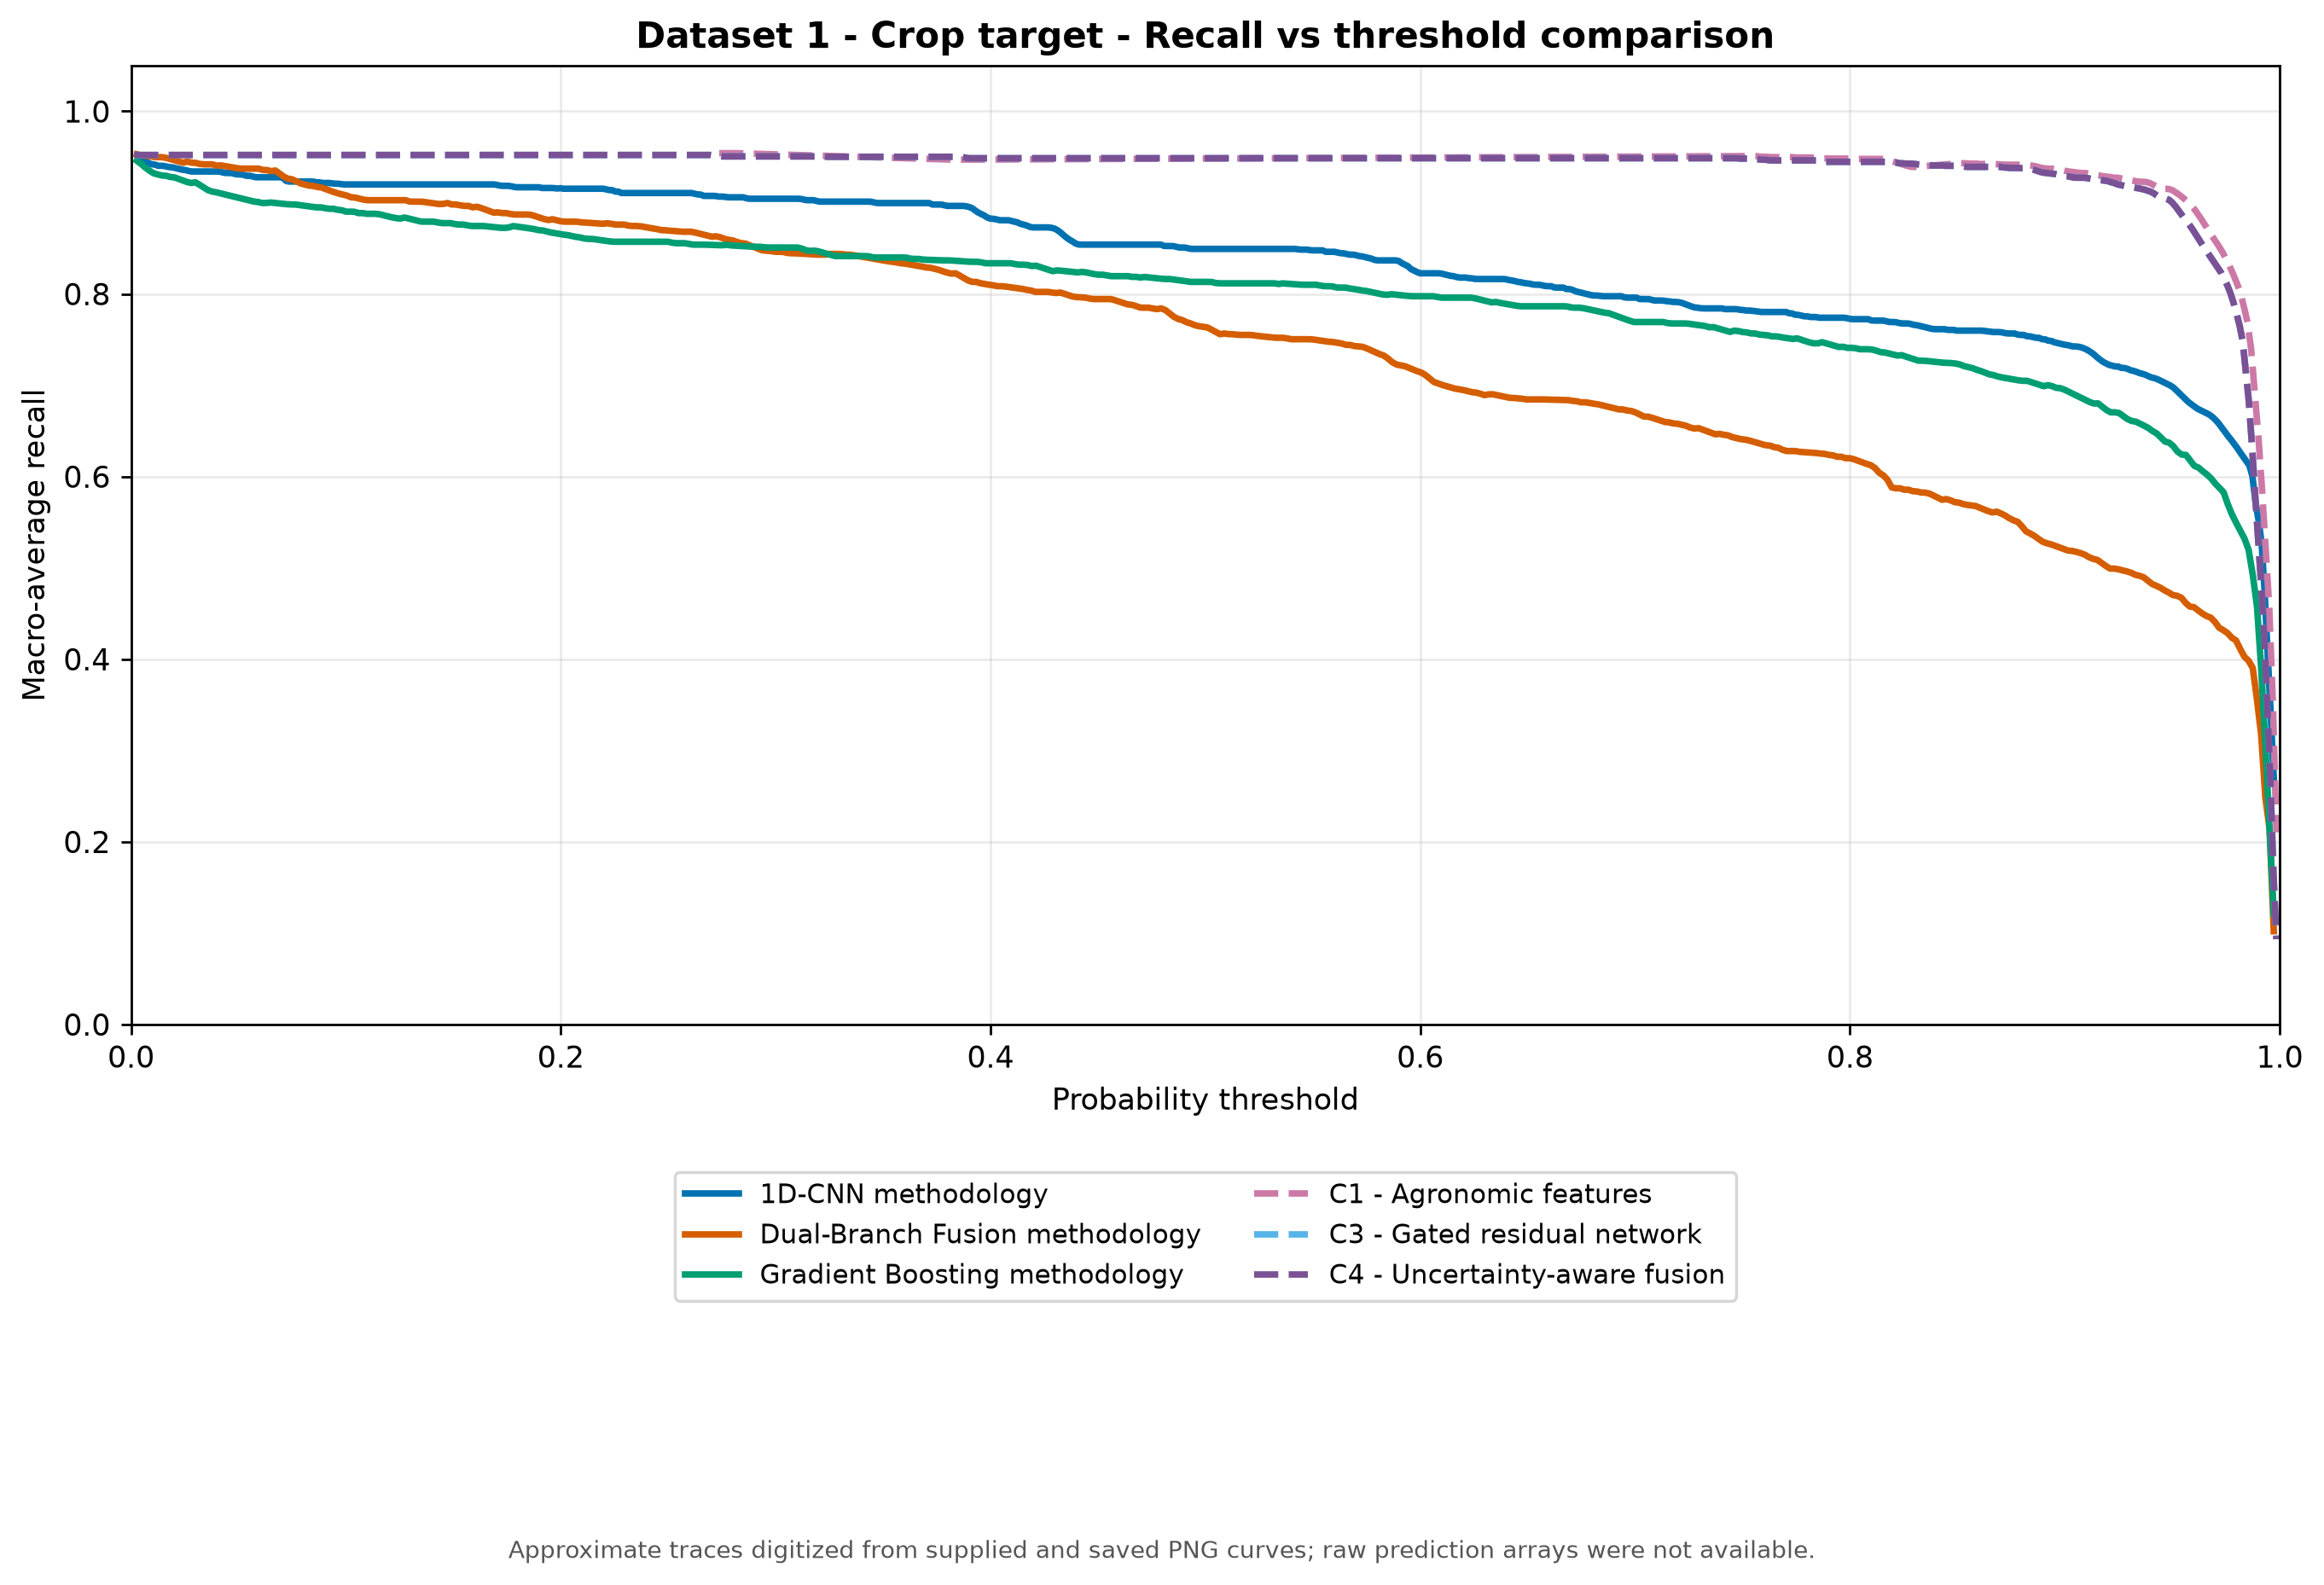 Dataset 1 - Crop target - Recall vs threshold comparison
Macro-average recall
1.0
0.8
0.6
0.4
0.2
0.0
0.0 0.2 0.4 0.6 0.8 1.0
Probability threshold
1D-CNN methodology
Dual-Branch Fusion methodology
Gradient Boosting methodology
C1 - Agronomic features
C3 - Gated residual network
C4 - Uncertainty-aware fusion
Approximate traces digitized from supplied and saved PNG curves; raw prediction arrays were not available.